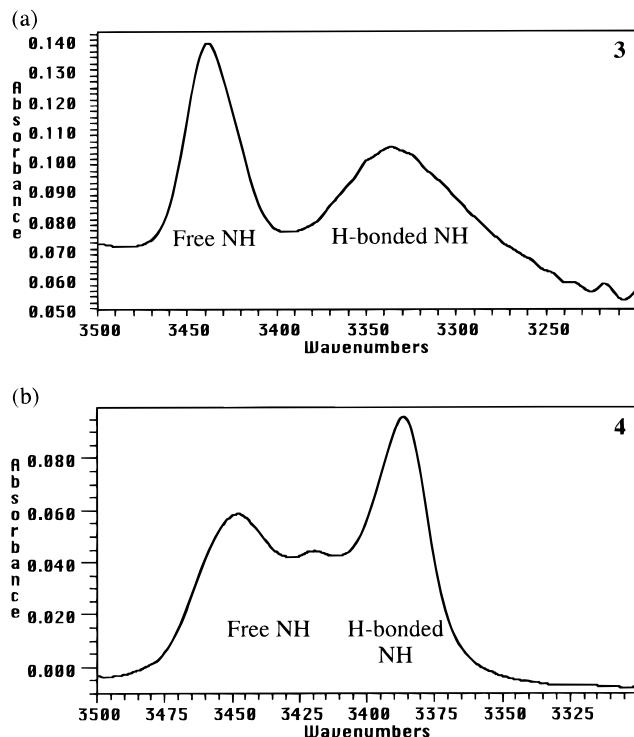 (a)
3
Absorbance
0.140
0.130
0.120
0.110
0.100
0.090
0.080
0.070
0.060
0.050
Free NH
H-bonded NH
3500 3450 3400 3350 3300 3250
Wavenumbers
(b)
4
Absorbance
0.080
0.060
0.040
0.020
0.000
Free NH
H-bonded
NH
3500 3475 3450 3425 3400 3375 3350 3325
Wavenumbers